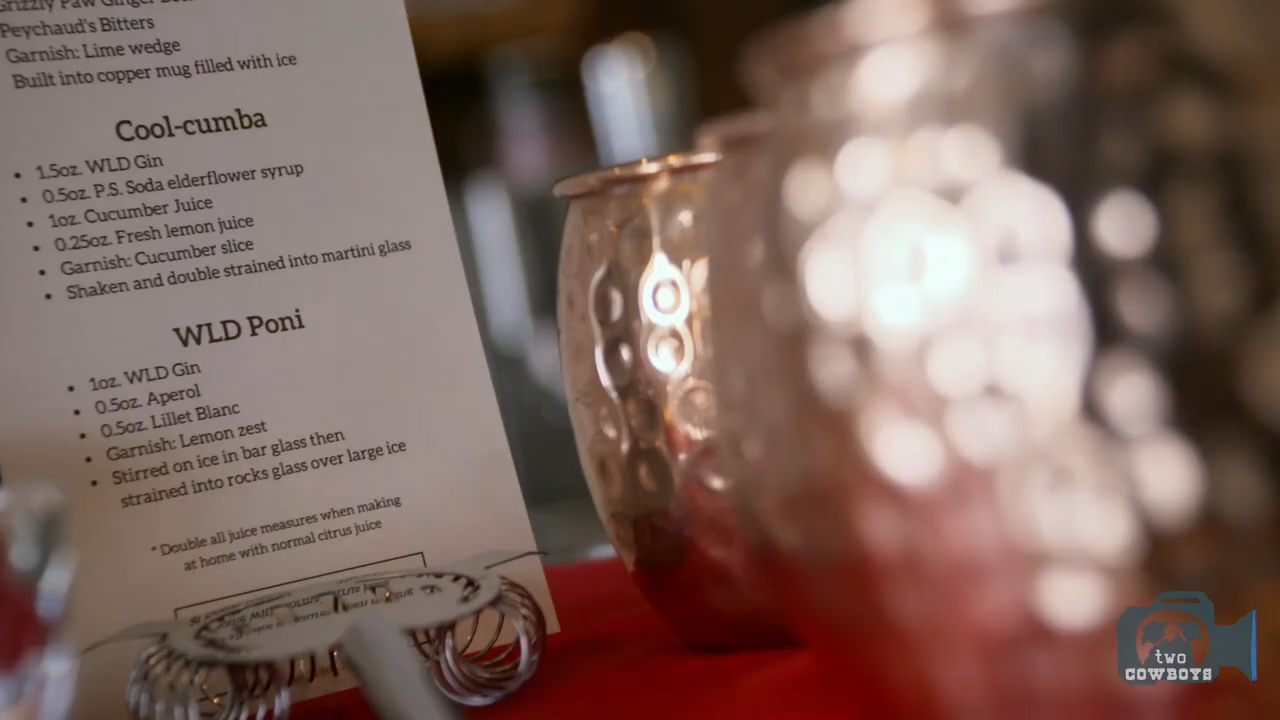 Grizzly Paw Ginger
Peychaud's Bitters
Garnish: Lime wedge
Built into copper mug filled with ice
Cool-cumba
• 1.5oz. WLD Gin
• 0.5oz. P.S. Soda elderflower syrup
• 1oz. Cucumber Juice
• 0.25oz. Fresh lemon juice
• Garnish: Cucumber slice
• Shaken and double strained into martini glass
WLD Poni
• 1oz. WLD Gin
• 0.5oz. Aperol
• 0.5oz. Lillet Blanc
• Garnish: Lemon zest
• Stirred on ice in bar glass then
strained into rocks glass over large ice
* Double all juice measures when making
at home with normal citrus juice
two
COWBOYS